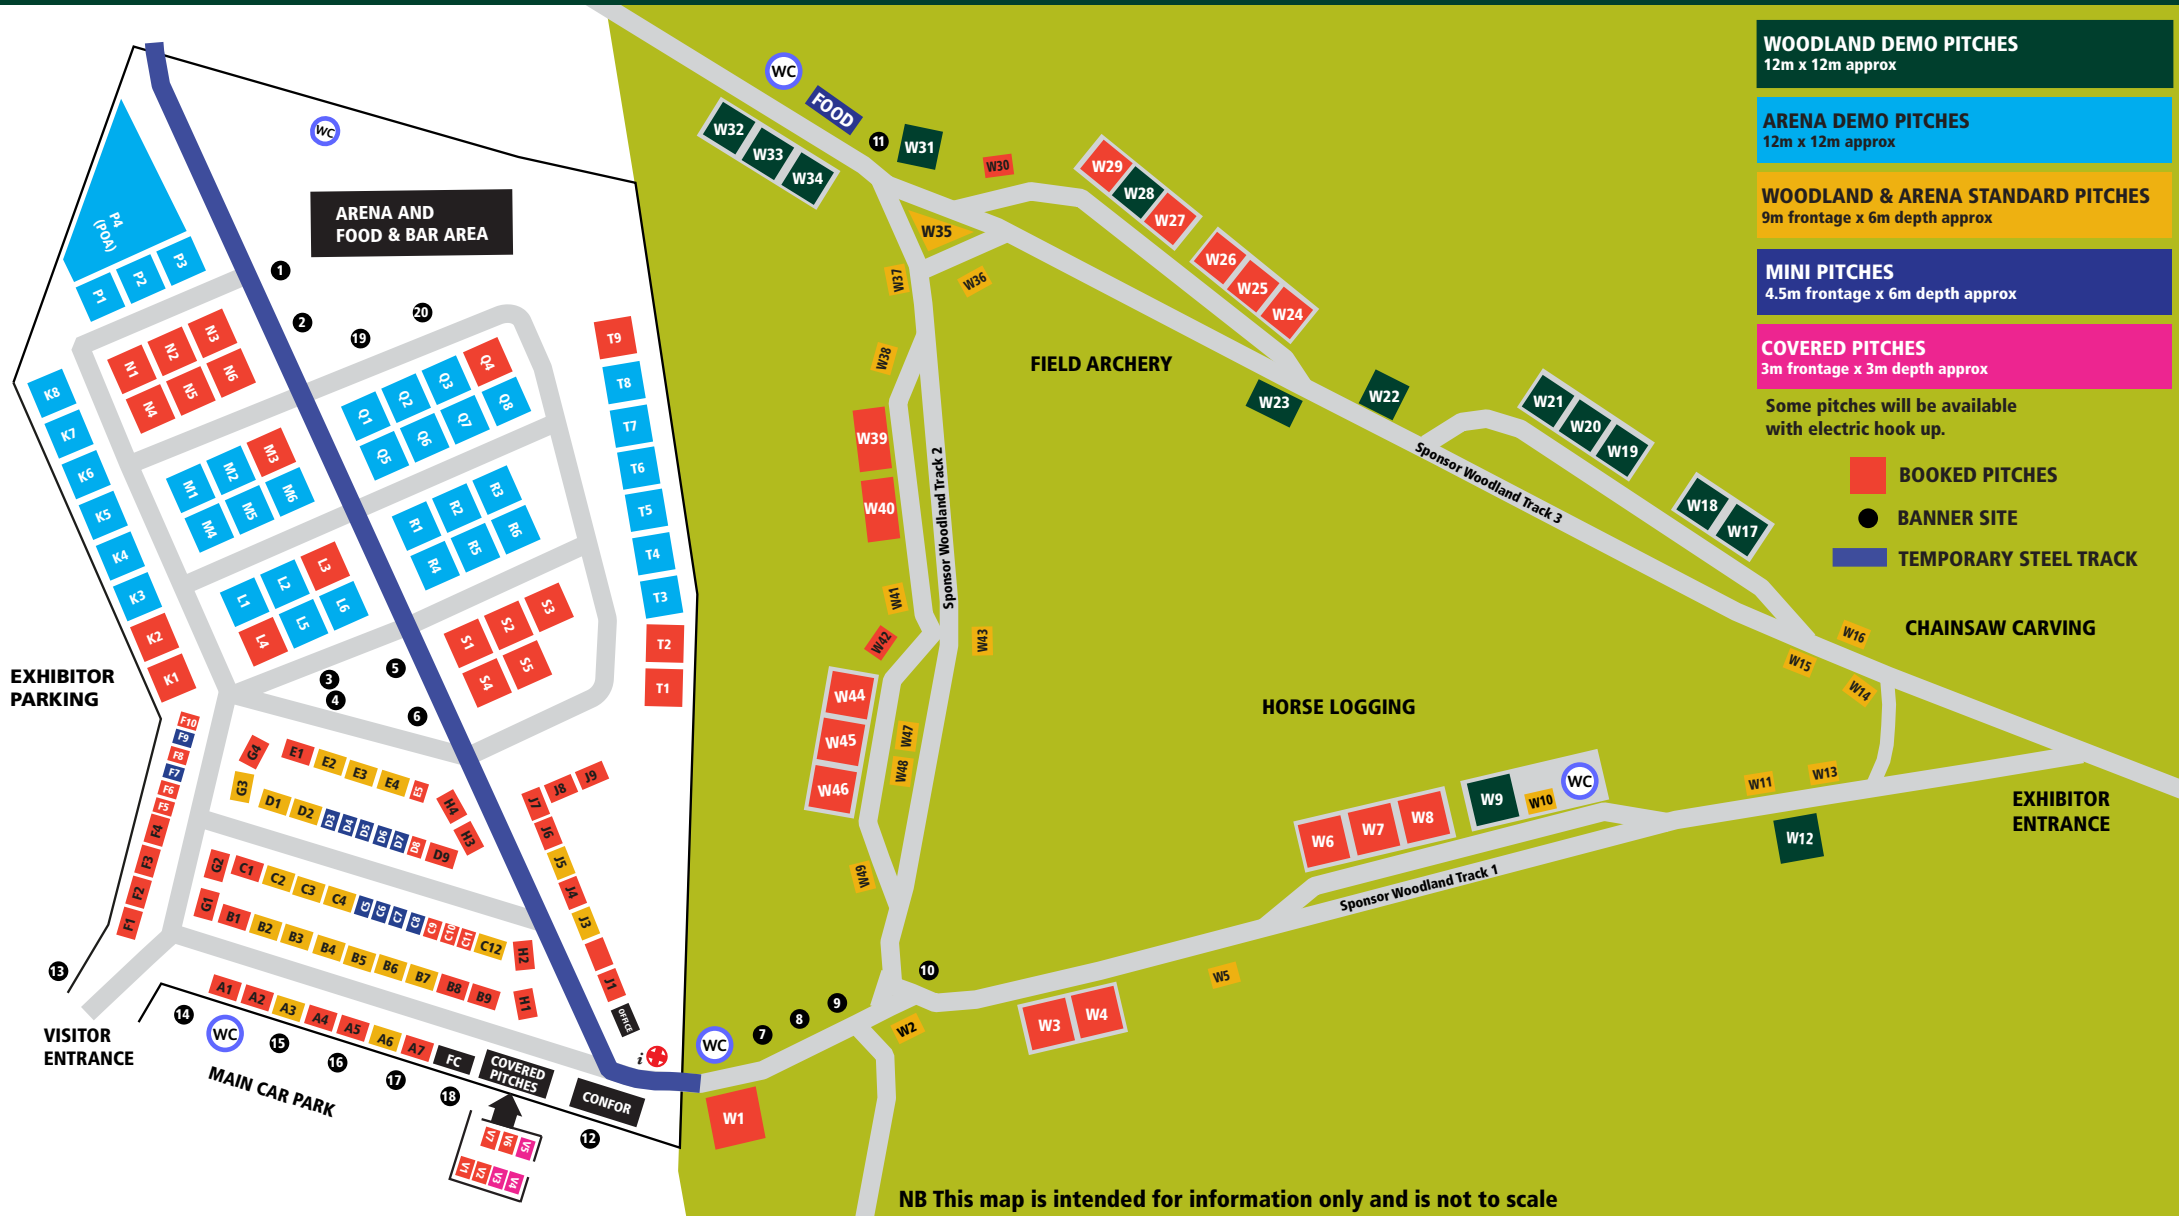 WOODLAND DEMO PITCHES
12m x 12m approx
ARENA DEMO PITCHES
12m x 12m approx
WOODLAND & ARENA STANDARD PITCHES
9m frontage x 6m depth approx
MINI PITCHES
4.5m frontage x 6m depth approx
COVERED PITCHES
3m frontage x 3m depth approx
Some pitches will be available
with electric hook up.
BOOKED PITCHES
BANNER SITE
TEMPORARY STEEL TRACK
WC
ARENA AND
FOOD & BAR AREA
P4
(POA)
P1
P2
P3
1
2
19
20
N1
N2
N3
N4
N5
N6
K8
K7
K6
K5
K4
K3
K2
K1
M1
M2
M3
M4
M5
M6
L1
L2
L3
L4
L5
L6
Q1
Q2
Q3
Q4
Q5
Q6
Q7
Q8
R1
R2
R3
R4
R5
R6
S1
S2
S3
S4
S5
T9
T8
T7
T6
T5
T4
T3
T2
T1
3
4
5
6
EXHIBITOR
PARKING
F10
F9
F8
F7
F6
F5
F4
F3
F2
F1
G4
E1
E2
E3
E4
E5
G3
D1
D2
D3
D4
D5
D6
D7
D8
D9
H4
H3
G2
C1
C2
C3
C4
C5
C6
C7
C8
C9
C10
C11
C12
G1
B1
B2
B3
B4
B5
B6
B7
B8
B9
H2
H1
J9
J8
J7
J6
J5
J4
J3
J1
OFFICE
i
A1
A2
A3
A4
A5
A6
A7
FC
COVERED
PITCHES
CONFOR
13
14
WC
15
16
17
18
12
VISITOR
ENTRANCE
MAIN CAR PARK
V7
V6
V5
V1
V2
V3
V4
WC
FOOD
11
W31
W32
W33
W34
W30
W29
W28
W27
W26
W25
W24
W35
W36
W37
W38
W39
W40
FIELD ARCHERY
W23
W22
W21
W20
W19
W18
W17
Sponsor Woodland Track 2
Sponsor Woodland Track 3
W41
W42
W43
W44
W45
W46
W47
W48
W49
CHAINSAW CARVING
W16
W15
W14
HORSE LOGGING
W13
W11
W12
EXHIBITOR
ENTRANCE
WC
W10
W9
W8
W7
W6
Sponsor Woodland Track 1
W5
W4
W3
W2
10
9
8
7
WC
W1
NB This map is intended for information only and is not to scale